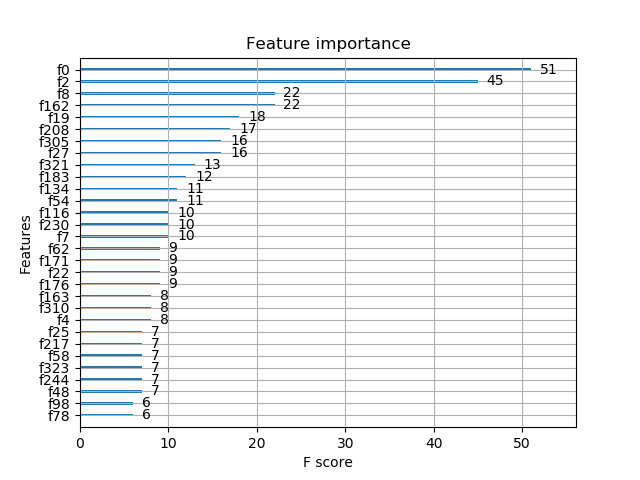 Feature importance
Features
f0 51
f2 45
f8 22
f162 22
f19 18
f208 17
f305 16
f27 16
f321 13
f183 12
f134 11
f54 11
f116 10
f230 10
f7 10
f62 9
f171 9
f22 9
f176 9
f163 8
f310 8
f4 8
f25 7
f217 7
f58 7
f323 7
f244 7
f48 7
f98 6
f78 6
0 10 20 30 40 50
F score